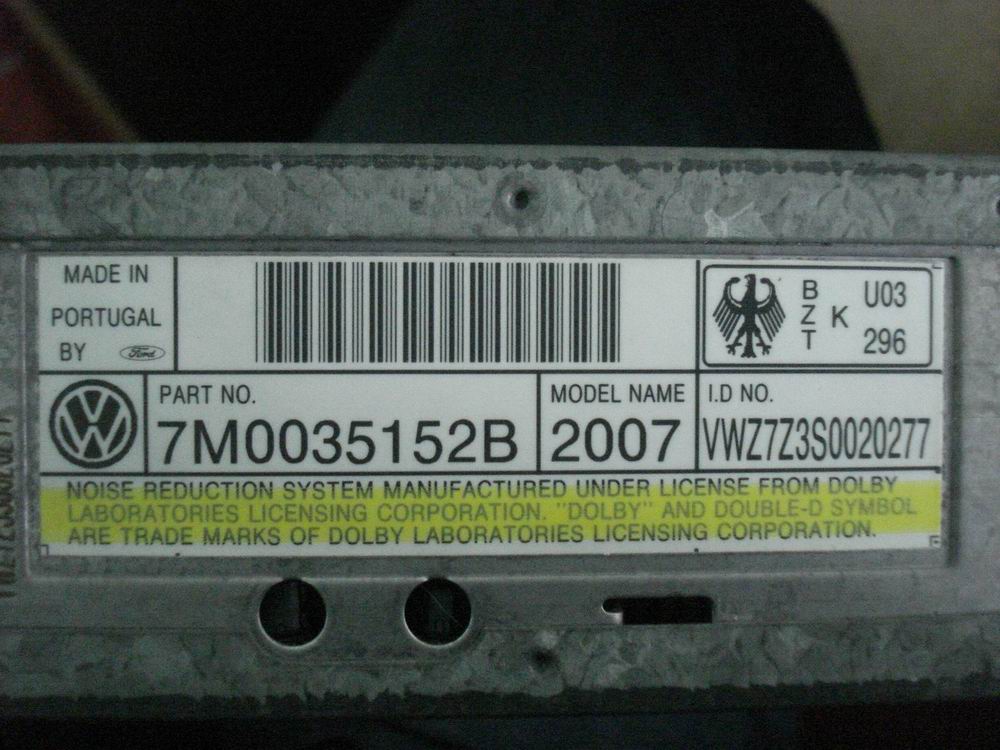 MADE IN
PORTUGAL
BY Ford
BZT K U03
296
PART NO.
7M0035152B
MODEL NAME
2007
I.D NO.
VWZ7Z3S0020277
NOISE REDUCTION SYSTEM MANUFACTURED UNDER LICENSE FROM DOLBY
LABORATORIES LICENSING CORPORATION. "DOLBY" AND DOUBLE-D SYMBOL
ARE TRADE MARKS OF DOLBY LABORATORIES LICENSING CORPORATION.